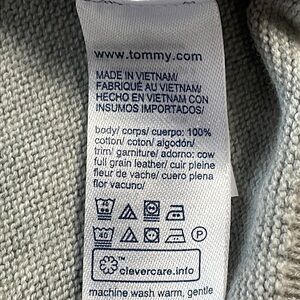 www.tommy.com
MADE IN VIETNAM/
FABRIQUÉ AU VIETNAM/
HECHO EN VIETNAM CON
INSUMOS IMPORTADOS/
body/ corps/ cuerpo: 100%
cotton/ coton/ algodón/
trim/ garniture/ adorno: cow
full grain leather/ cuir pleine
fleur de vache/ cuero plena
flor vacuno/
40 P
clevercare.info
machine wash warm, gentle